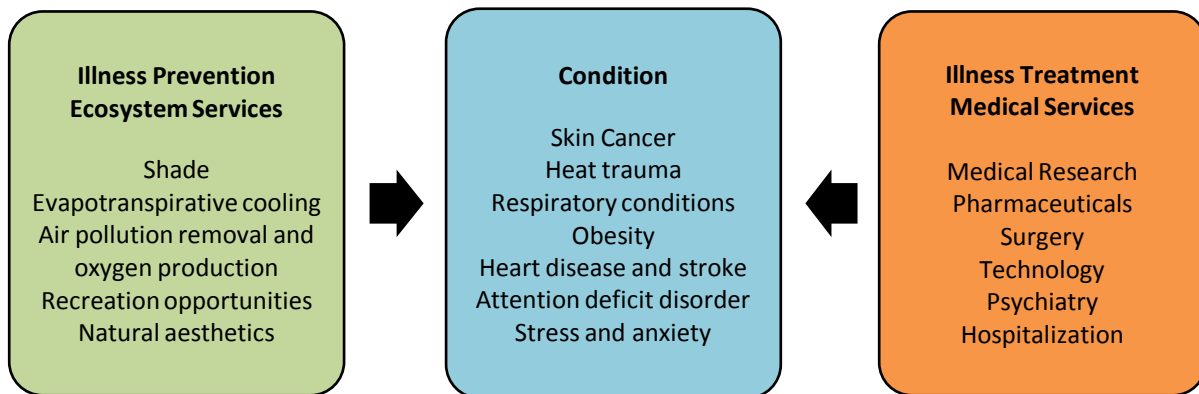 Illness Prevention
Ecosystem Services
Shade
Evapotranspirative cooling
Air pollution removal and
oxygen production
Recreation opportunities
Natural aesthetics
Condition
Skin Cancer
Heat trauma
Respiratory conditions
Obesity
Heart disease and stroke
Attention deficit disorder
Stress and anxiety
Illness Treatment
Medical Services
Medical Research
Pharmaceuticals
Surgery
Technology
Psychiatry
Hospitalization